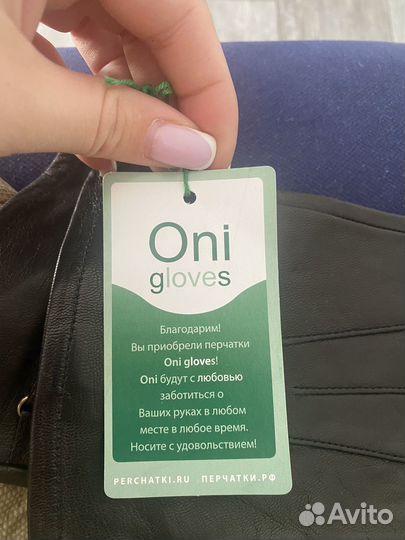 Oni
gloves
Благодарим!
Вы приобрели перчатки
Oni gloves!
Oni будут с любовью
заботиться о
Ваших руках в любом
месте в любое время.
Носите с удовольствием!
PERCHATKI.RU ПЕРЧАТКИ.РФ
Avito